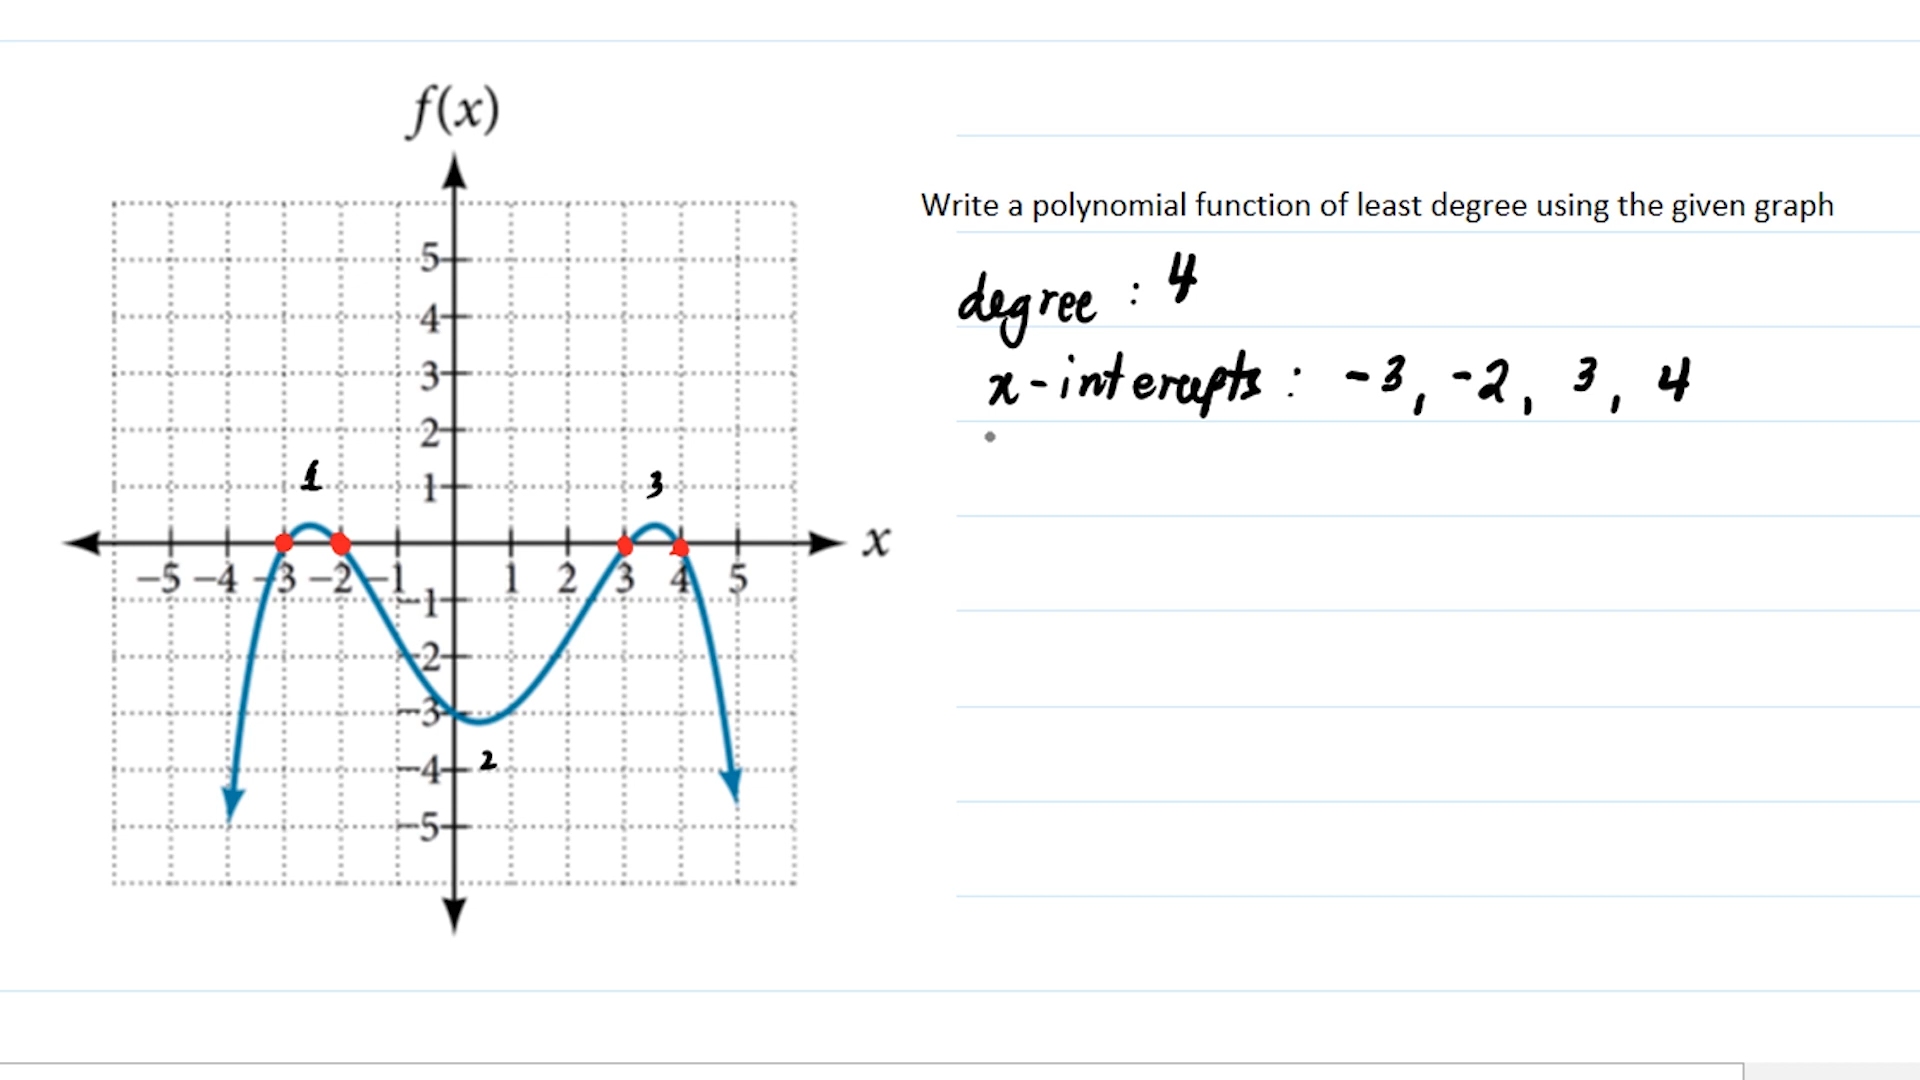 f(x)
Write a polynomial function of least degree using the given graph
degree : 4
x-intercepts : -3, -2, 3, 4
5
4
3
2
1
1
3
x
−5 −4 −3 −2 −1 1 2 3 4 5
−1
−2
−3
−4
2
−5